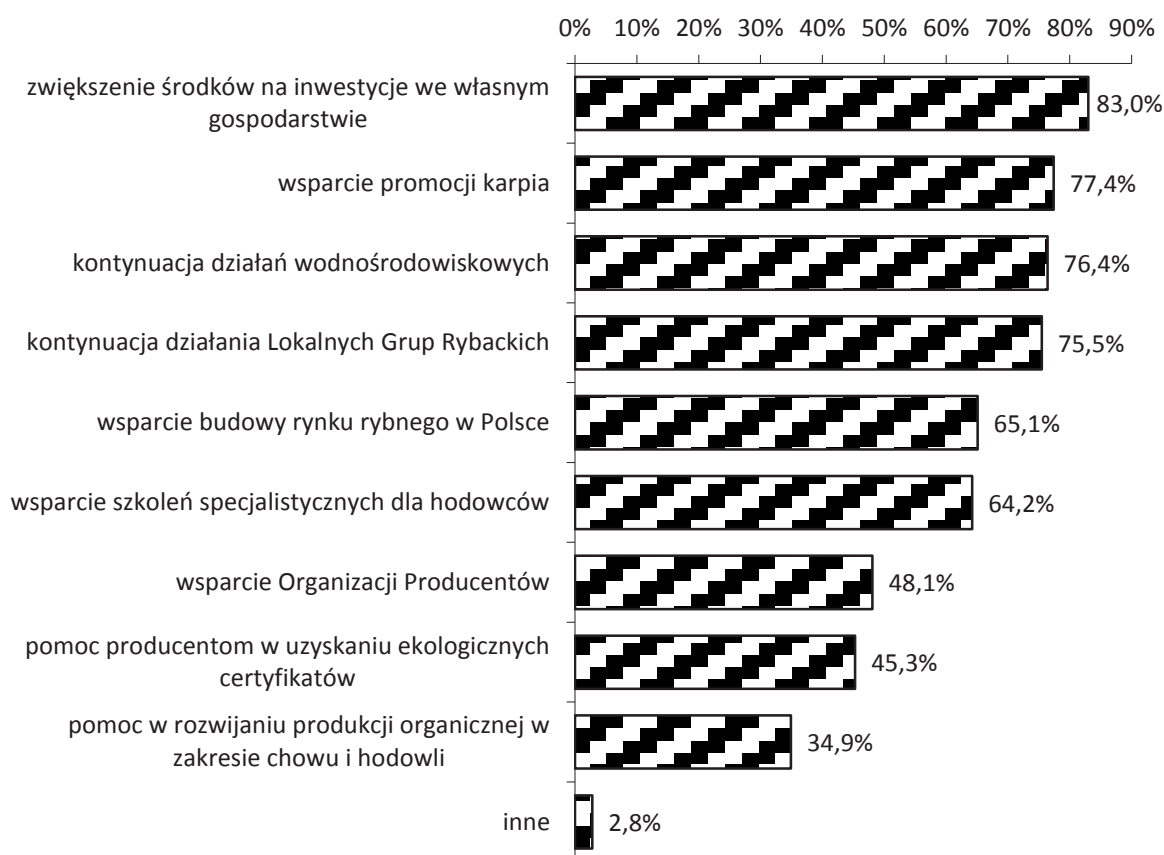 0% 10% 20% 30% 40% 50% 60% 70% 80% 90%
zwiększenie środków na inwestycje we własnym
gospodarstwie
83,0%
wsparcie promocji karpia
77,4%
kontynuacja działań wodnośrodowiskowych
76,4%
kontynuacja działania Lokalnych Grup Rybackich
75,5%
wsparcie budowy rynku rybnego w Polsce
65,1%
wsparcie szkoleń specjalistycznych dla hodowców
64,2%
wsparcie Organizacji Producentów
48,1%
pomoc producentom w uzyskaniu ekologicznych
certyfikatów
45,3%
pomoc w rozwijaniu produkcji organicznej w
zakresie chowu i hodowli
34,9%
inne
2,8%